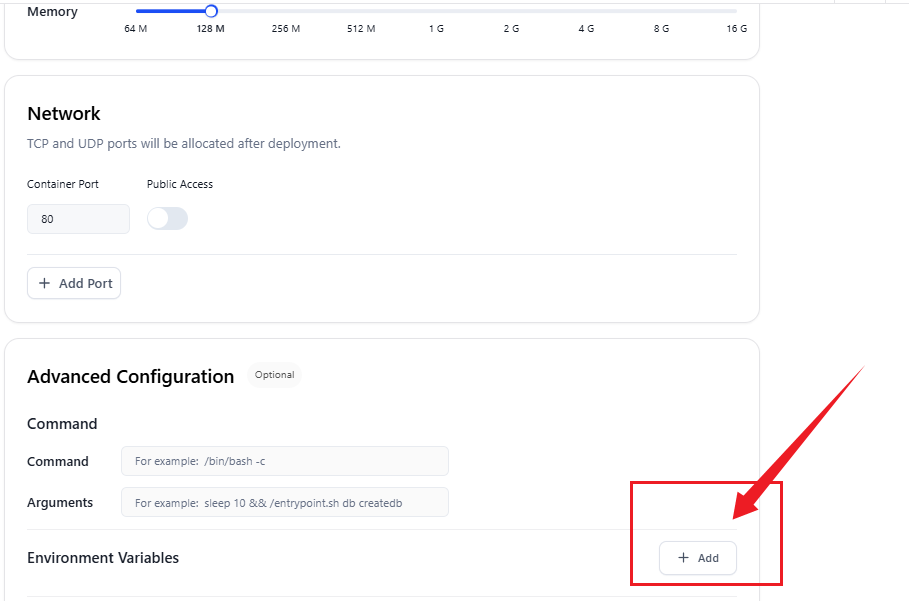 Memory
64 M 128 M 256 M 512 M 1 G 2 G 4 G 8 G 16 G
Network
TCP and UDP ports will be allocated after deployment.
Container Port Public Access
80
+ Add Port
Advanced Configuration Optional
Command
Command For example: /bin/bash -c
Arguments For example: sleep 10 && /entrypoint.sh db createdb
Environment Variables + Add